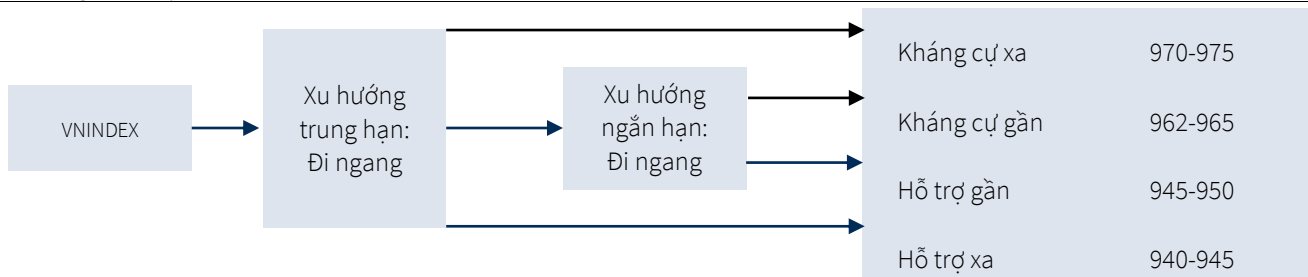 VNINDEX
Xu hướng
trung hạn:
Đi ngang
Xu hướng
ngắn hạn:
Đi ngang
Kháng cự xa 970-975
Kháng cự gần 962-965
Hỗ trợ gần 945-950
Hỗ trợ xa 940-945